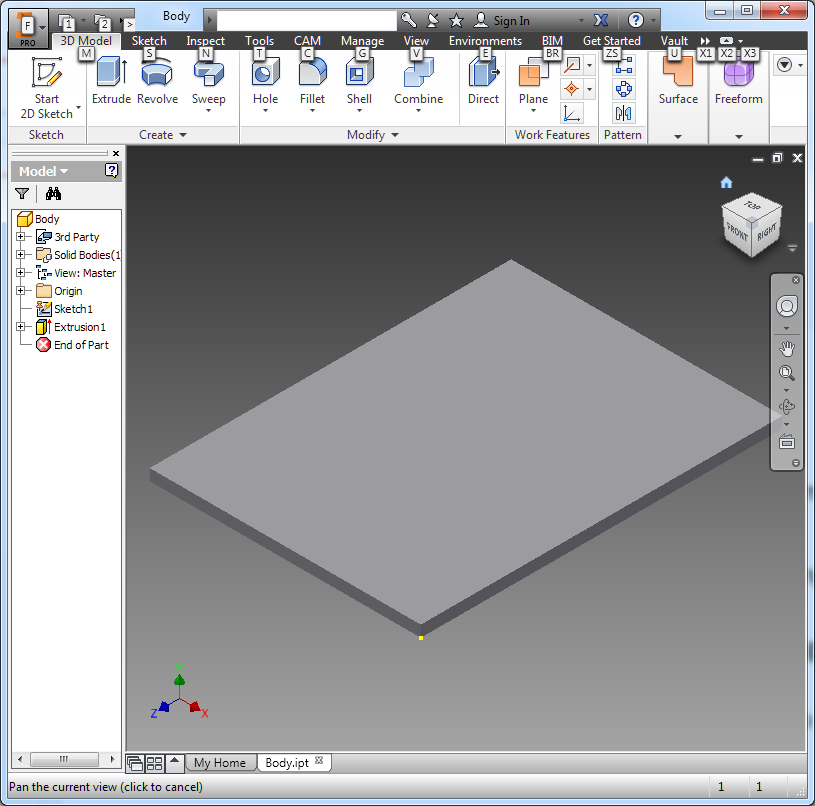 F
PRO
1
2
>
Body
Sign In
?
3D Model Sketch Inspect Tools CAM Manage View Environments BIM Get Started Vault
M S N T C G V E BR ZS U X1 X2 X3
Start
2D Sketch
Extrude Revolve Sweep Hole Fillet Shell Combine Direct Plane Surface Freeform
Sketch Create Modify Work Features Pattern
Model
?
Body
3rd Party
Solid Bodies(1
View: Master
Origin
Sketch1
Extrusion1
End of Part
TOP
FRONT RIGHT
Y
Z X
My Home Body.ipt
Pan the current view (click to cancel) 1 1